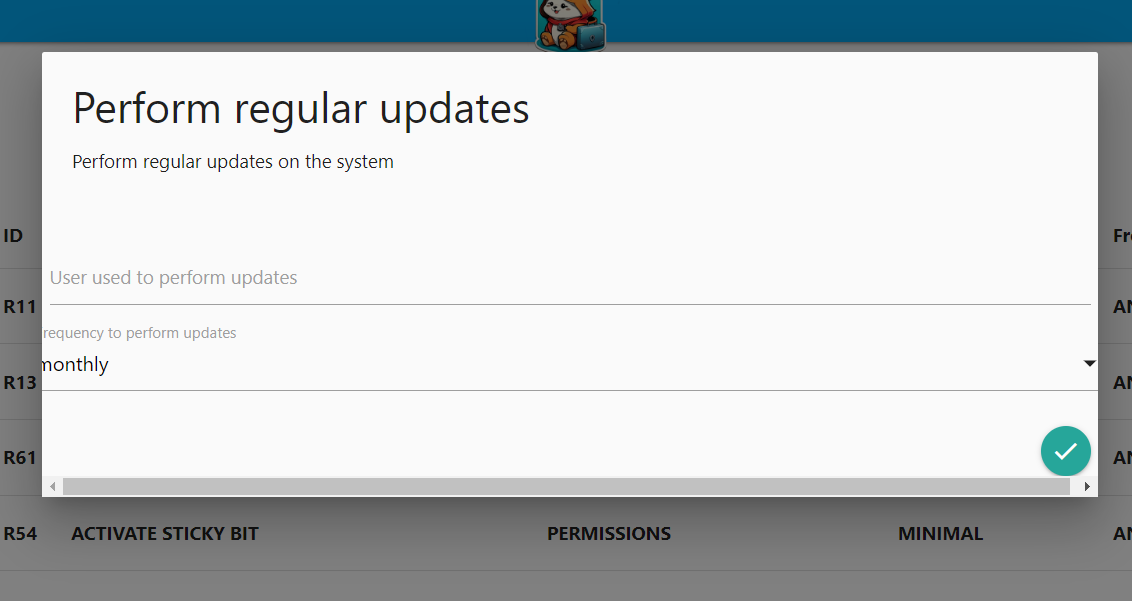 Perform regular updates
Perform regular updates on the system
ID
Fr
User used to perform updates
R11
AN
requency to perform updates
monthly
R13
AN
R61
AN
R54 ACTIVATE STICKY BIT PERMISSIONS MINIMAL AN